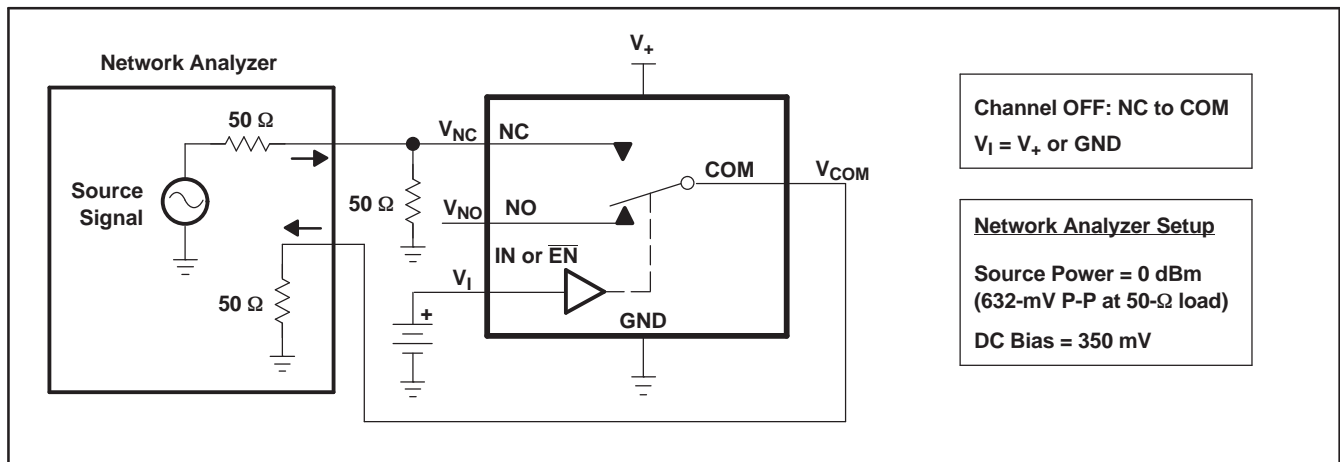 Network Analyzer
50 Ω
Source
Signal
50 Ω
50 Ω
V+
VNC
NC
VNO
NO
COM
VCOM
IN or E̅N̅
VI
+
GND
Channel OFF: NC to COM
VI = V+ or GND
Network Analyzer Setup
Source Power = 0 dBm
(632-mV P-P at 50-Ω load)
DC Bias = 350 mV